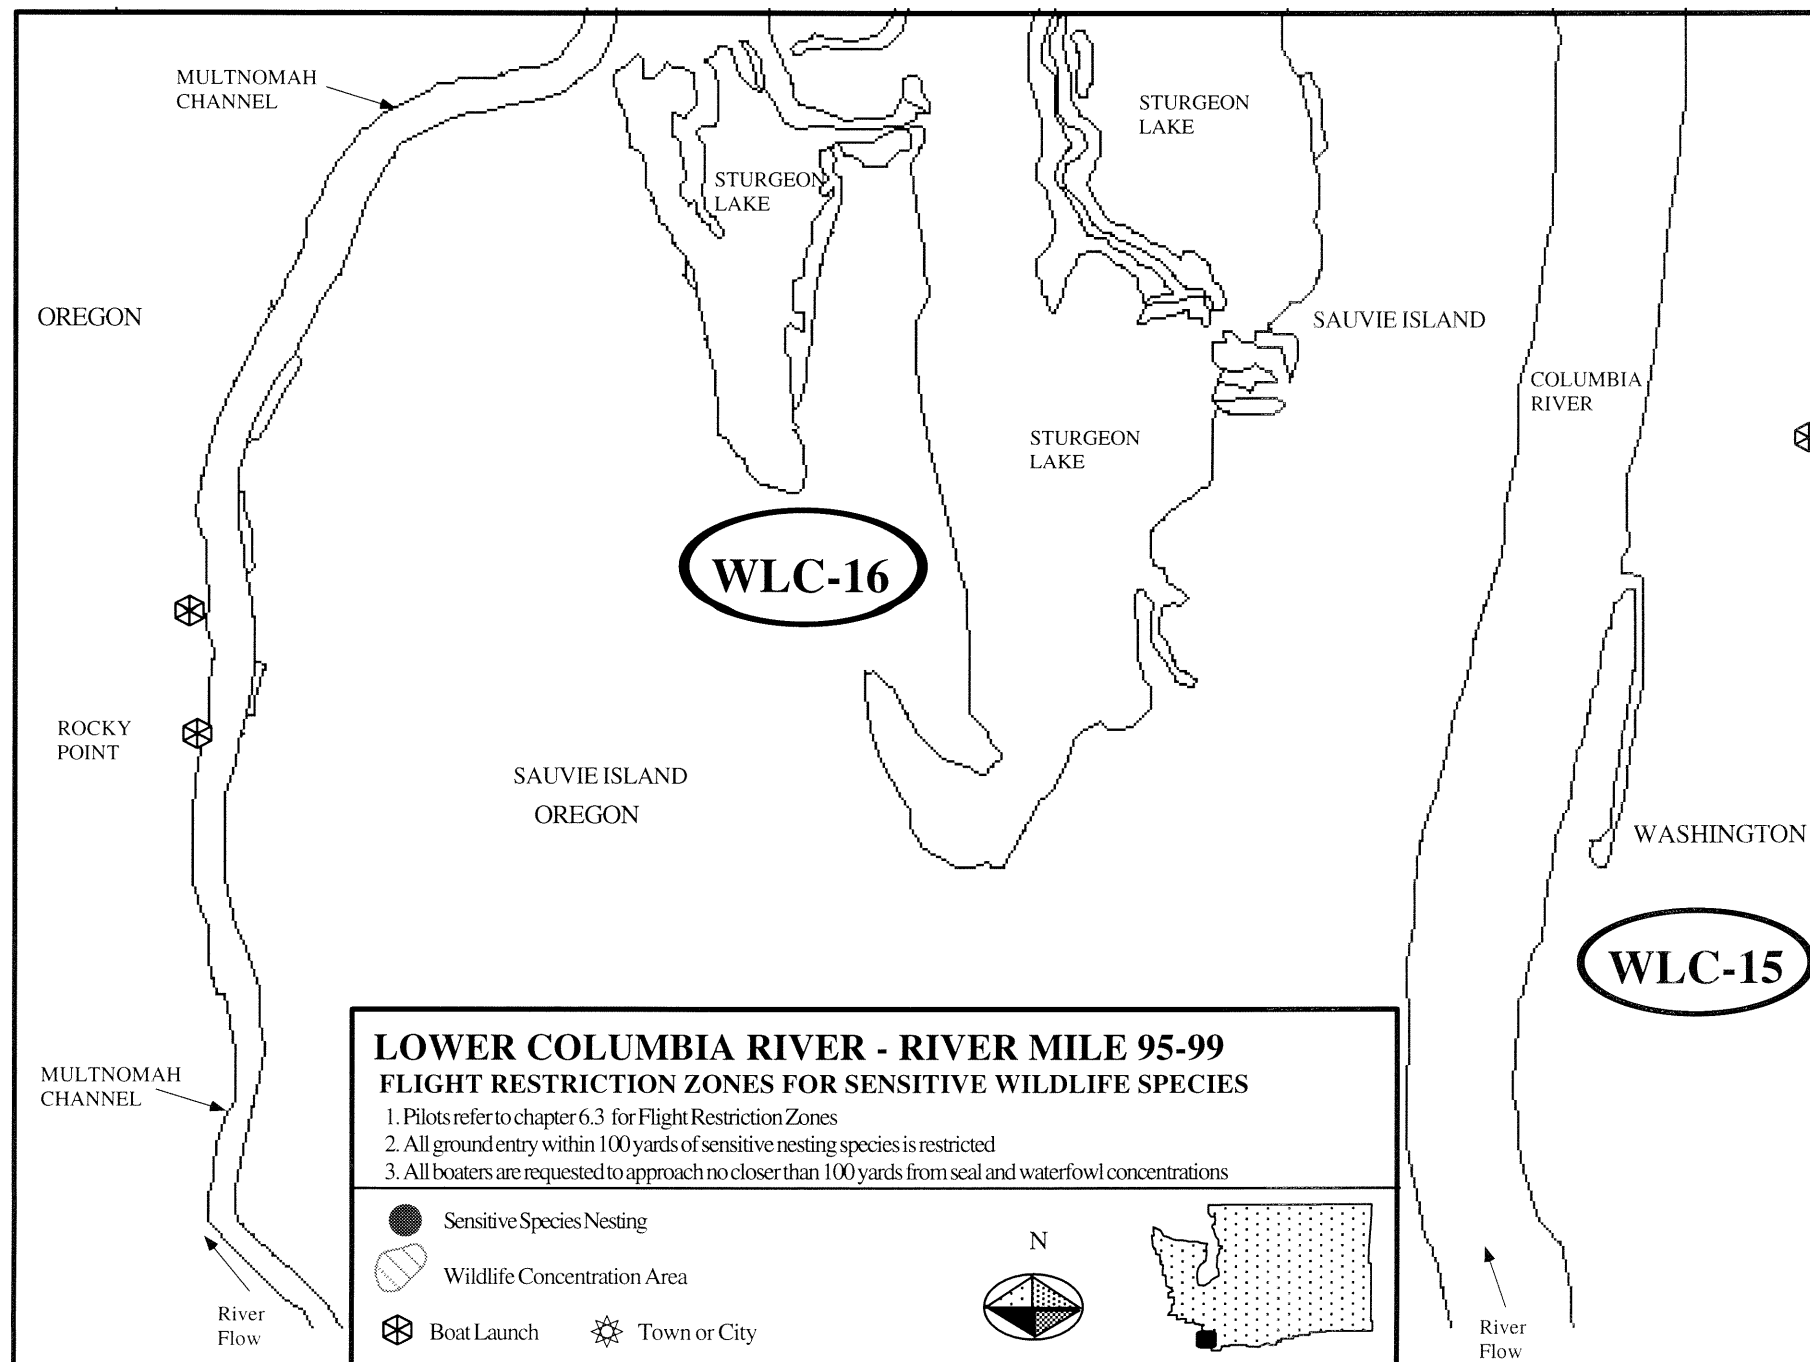 MULTNOMAH
CHANNEL
STURGEON
LAKE
STURGEON
LAKE
OREGON
SAUVIE ISLAND
COLUMBIA
RIVER
STURGEON
LAKE
WLC-16
ROCKY
POINT
SAUVIE ISLAND
OREGON
WASHINGTON
WLC-15
MULTNOMAH
CHANNEL
LOWER COLUMBIA RIVER - RIVER MILE 95-99
FLIGHT RESTRICTION ZONES FOR SENSITIVE WILDLIFE SPECIES
1. Pilots refer to chapter 6.3 for Flight Restriction Zones
2. All ground entry within 100 yards of sensitive nesting species is restricted
3. All boaters are requested to approach no closer than 100 yards from seal and waterfowl concentrations
Sensitive Species Nesting
Wildlife Concentration Area
Boat Launch
Town or City
N
River
Flow
River
Flow